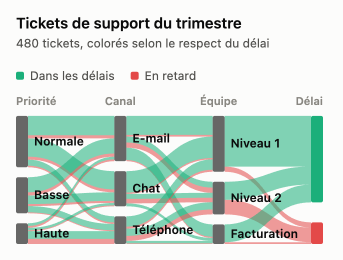 Tickets de support du trimestre
480 tickets, colorés selon le respect du délai
Dans les délais
En retard
Priorité
Canal
Équipe
Délai
Normale
E-mail
Niveau 1
Basse
Chat
Niveau 2
Haute
Téléphone
Facturation